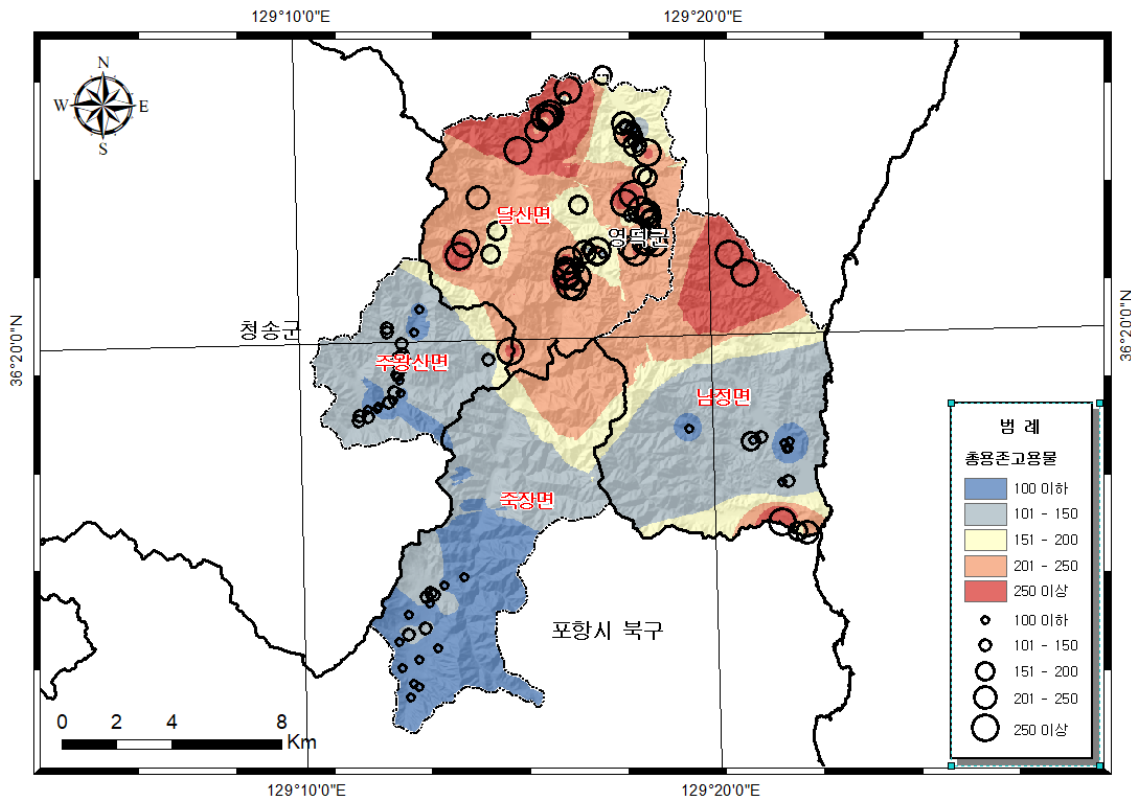 129°10'0"E
129°20'0"E
N
W E
S
달산면
영덕군
청송군
36°20'0"N
36°20'0"N
주왕산면
남정면
죽장면
포항시 북구
범 례
총용존고용물
100 이하
101 - 150
151 - 200
201 - 250
250 이상
100 이하
101 - 150
151 - 200
201 - 250
250 이상
0 2 4 8
Km
129°10'0"E
129°20'0"E